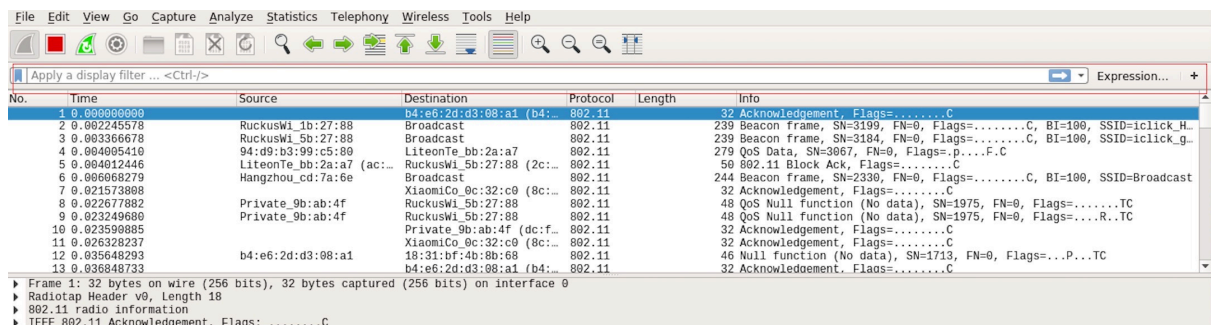 File Edit View Go Capture Analyze Statistics Telephony Wireless Tools Help
Apply a display filter ... <Ctrl-/> Expression... +
No. Time Source Destination Protocol Length Info
1 0.000000000 b4:e6:2d:d3:08:a1 (b4:… 802.11 32 Acknowledgement, Flags=........C
2 0.002245578 RuckusWi_1b:27:88 Broadcast 802.11 239 Beacon frame, SN=3199, FN=0, Flags=........C, BI=100, SSID=iclick_H…
3 0.003366678 RuckusWi_5b:27:88 Broadcast 802.11 239 Beacon frame, SN=3184, FN=0, Flags=........C, BI=100, SSID=iclick_g…
4 0.004005410 94:d9:b3:99:c5:80 LiteonTe_bb:2a:a7 802.11 279 QoS Data, SN=3067, FN=0, Flags=.p....F.C
5 0.004012446 LiteonTe_bb:2a:a7 (ac:… RuckusWi_5b:27:88 (2c:… 802.11 50 802.11 Block Ack, Flags=........C
6 0.006068279 Hangzhou_cd:7a:6e Broadcast 802.11 244 Beacon frame, SN=2330, FN=0, Flags=........C, BI=100, SSID=Broadcast
7 0.021573808 XiaomiCo_0c:32:c0 (8c:… 802.11 32 Acknowledgement, Flags=........C
8 0.022677882 Private_9b:ab:4f RuckusWi_5b:27:88 802.11 48 QoS Null function (No data), SN=1975, FN=0, Flags=.......TC
9 0.023249680 Private_9b:ab:4f RuckusWi_5b:27:88 802.11 48 QoS Null function (No data), SN=1975, FN=0, Flags=....R..TC
10 0.023590885 Private_9b:ab:4f (dc:f… 802.11 32 Acknowledgement, Flags=........C
11 0.026328237 XiaomiCo_0c:32:c0 (8c:… 802.11 32 Acknowledgement, Flags=........C
12 0.035648293 b4:e6:2d:d3:08:a1 18:31:bf:4b:8b:68 802.11 46 Null function (No data), SN=1713, FN=0, Flags=...P...TC
13 0.036848733 b4:e6:2d:d3:08:a1 (b4:… 802.11 32 Acknowledgement, Flags=........C
Frame 1: 32 bytes on wire (256 bits), 32 bytes captured (256 bits) on interface 0
Radiotap Header v0, Length 18
802.11 radio information
IEEE 802.11 Acknowledgement, Flags: ........C